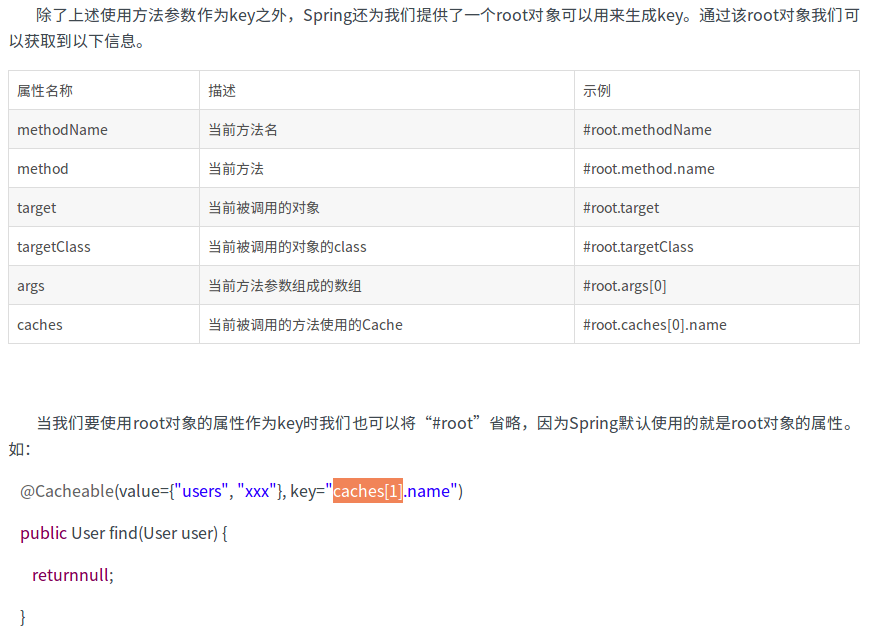 除了上述使用方法参数作为key之外，Spring还为我们提供了一个root对象可以用来生成key。通过该root对象我们可
以获取到以下信息。
属性名称 描述 示例
methodName 当前方法名 #root.methodName
method 当前方法 #root.method.name
target 当前被调用的对象 #root.target
targetClass 当前被调用的对象的class #root.targetClass
args 当前方法参数组成的数组 #root.args[0]
caches 当前被调用的方法使用的Cache #root.caches[0].name
当我们要使用root对象的属性作为key时我们也可以将“#root”省略，因为Spring默认使用的就是root对象的属性。
如：
@Cacheable(value={"users", "xxx"}, key="caches[1].name")
public User find(User user) {
returnnull;
}